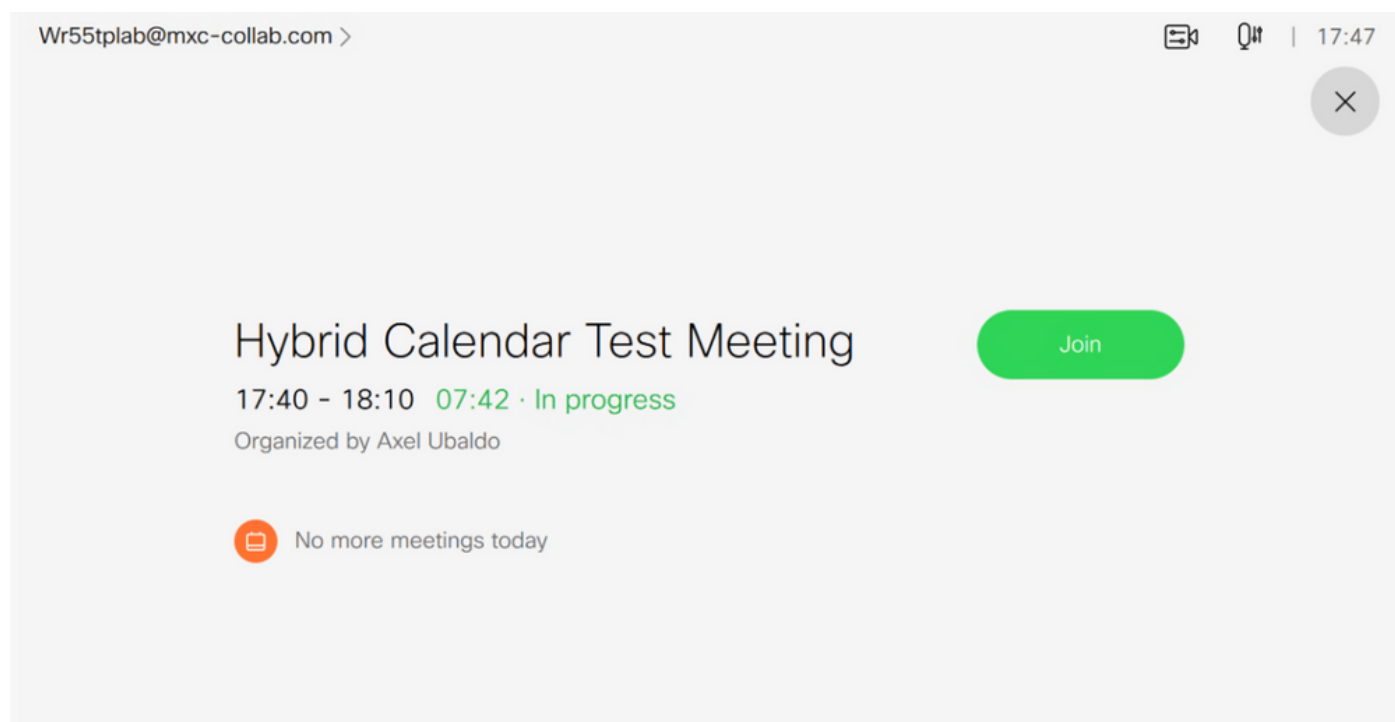 Wr55tplab@mxc-collab.com >
| 17:47
Hybrid Calendar Test Meeting
Join
17:40 - 18:10 07:42 · In progress
Organized by Axel Ubaldo
No more meetings today